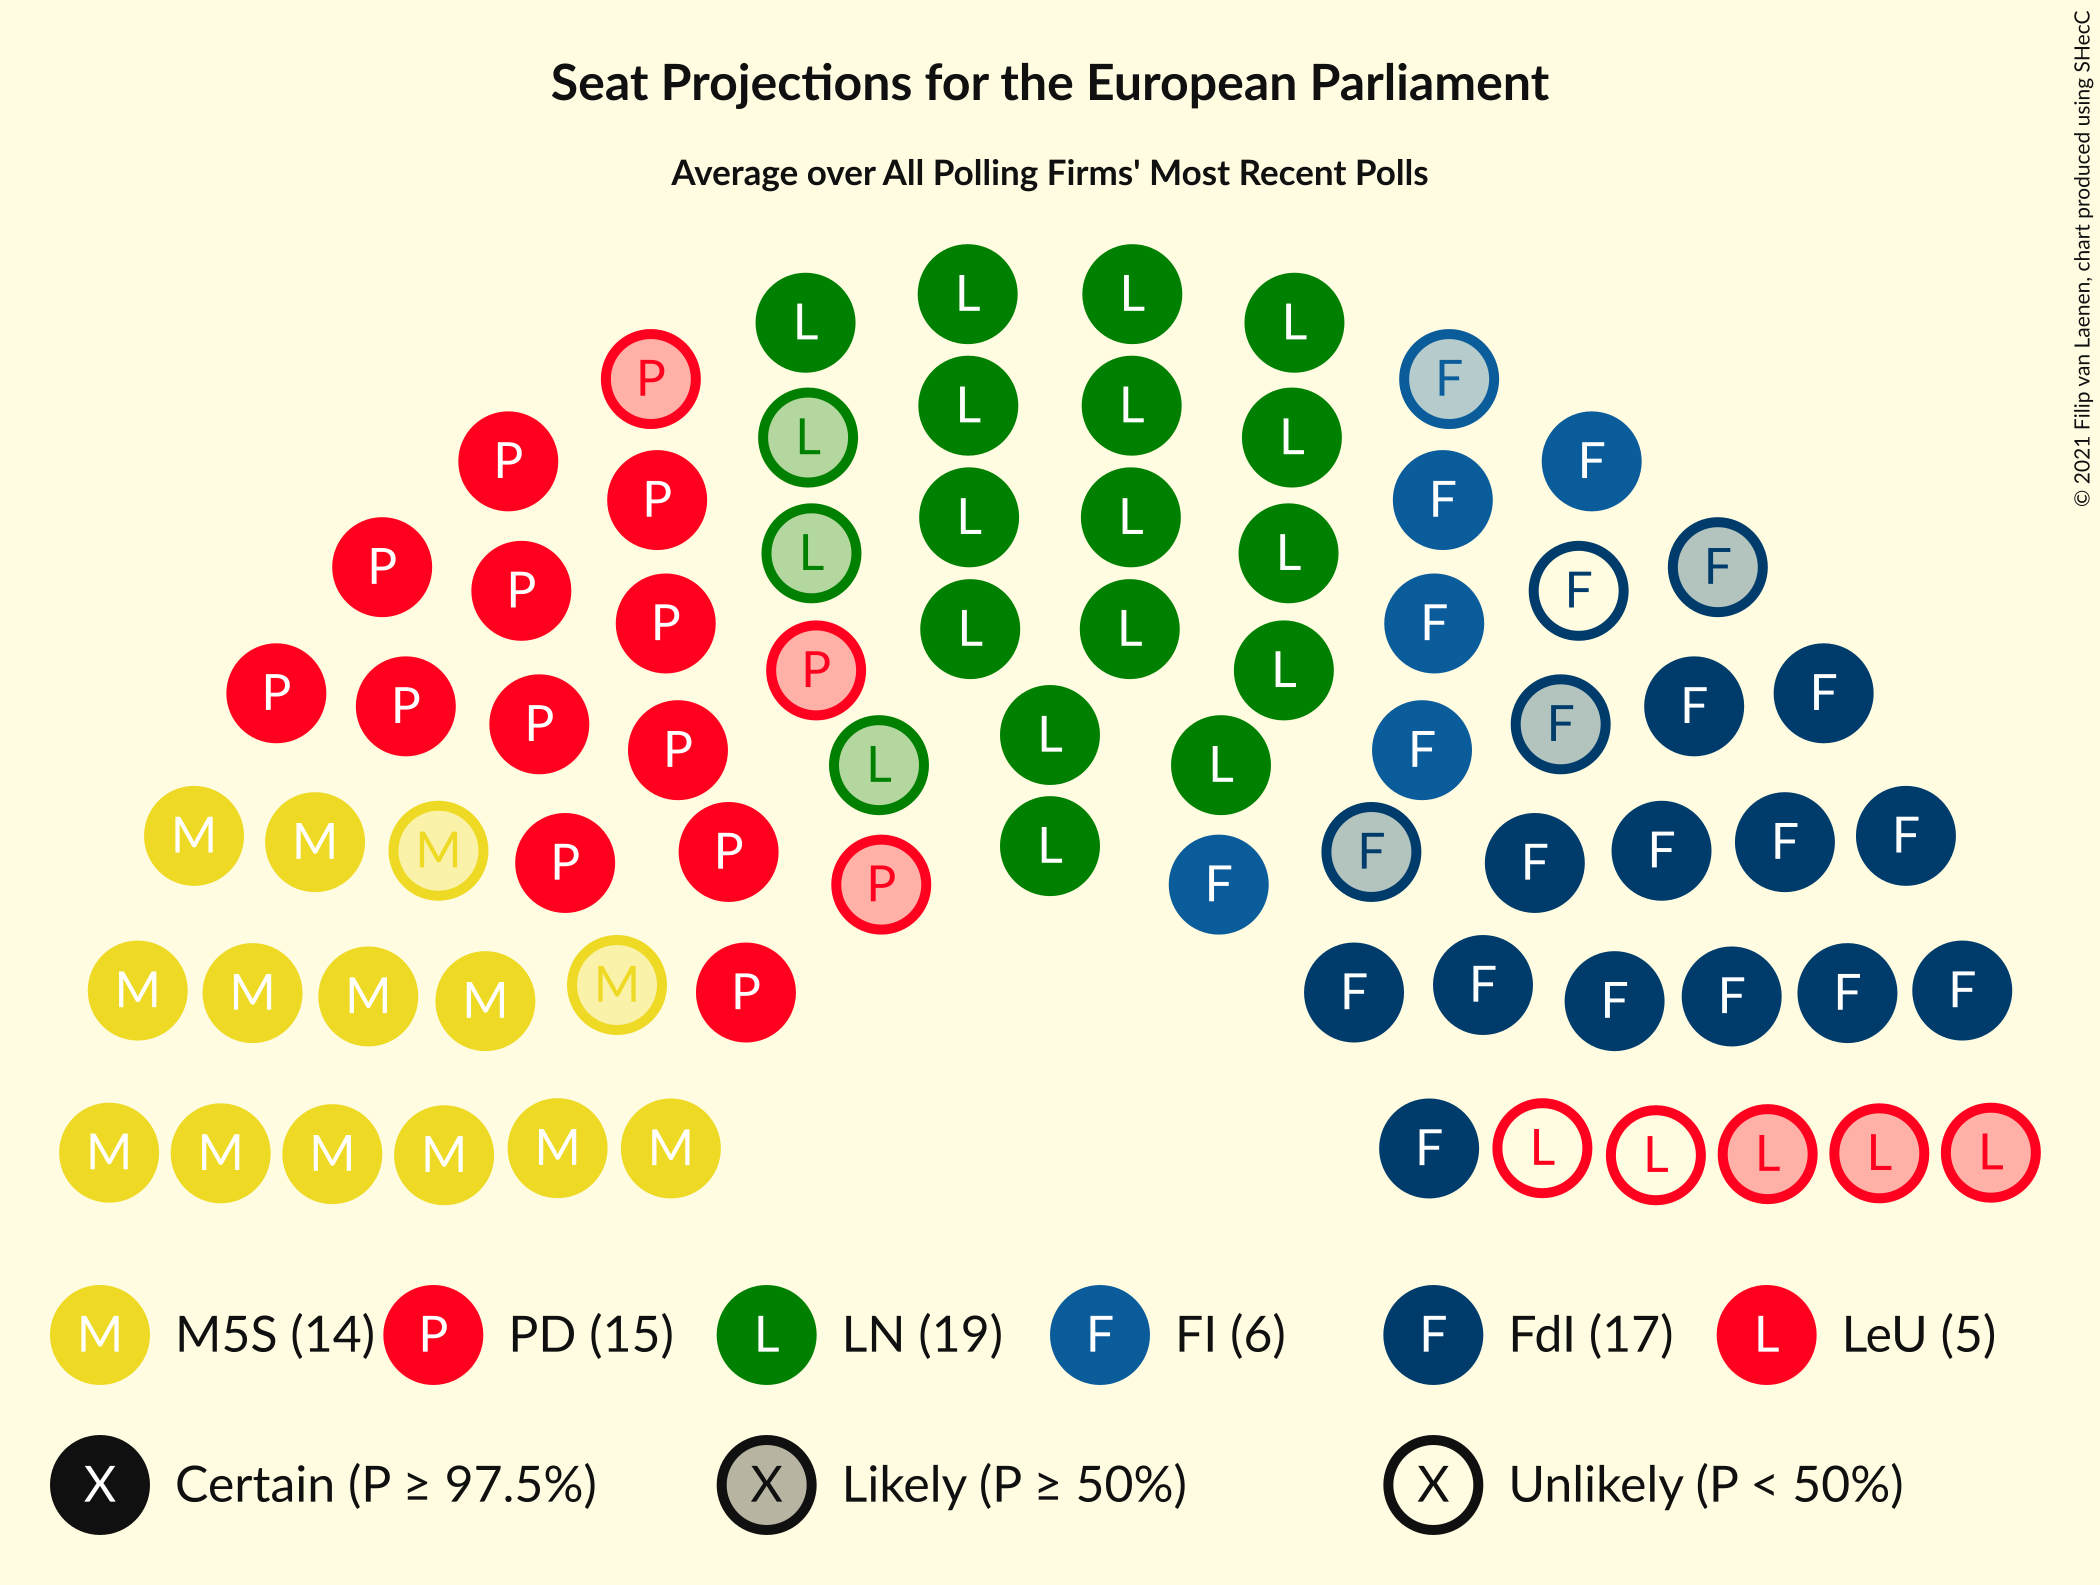 © 2021 Filip van Laenen, chart produced using SHecC
Seat Projections for the European Parliament
Average over All Polling Firms' Most Recent Polls
L L L L
P L L F
P L L F
P L L F
P P L L F F
P L L F
P P P P L F F F
P L L L F
M M M P P L F F F F F
P F
M M M M M P F F F F F F
M M M M M M F L L L L L
M M5S (14) P PD (15) L LN (19) F FI (6) F FdI (17) L LeU (5)
X Certain (P ≥ 97.5%) X Likely (P ≥ 50%) X Unlikely (P < 50%)